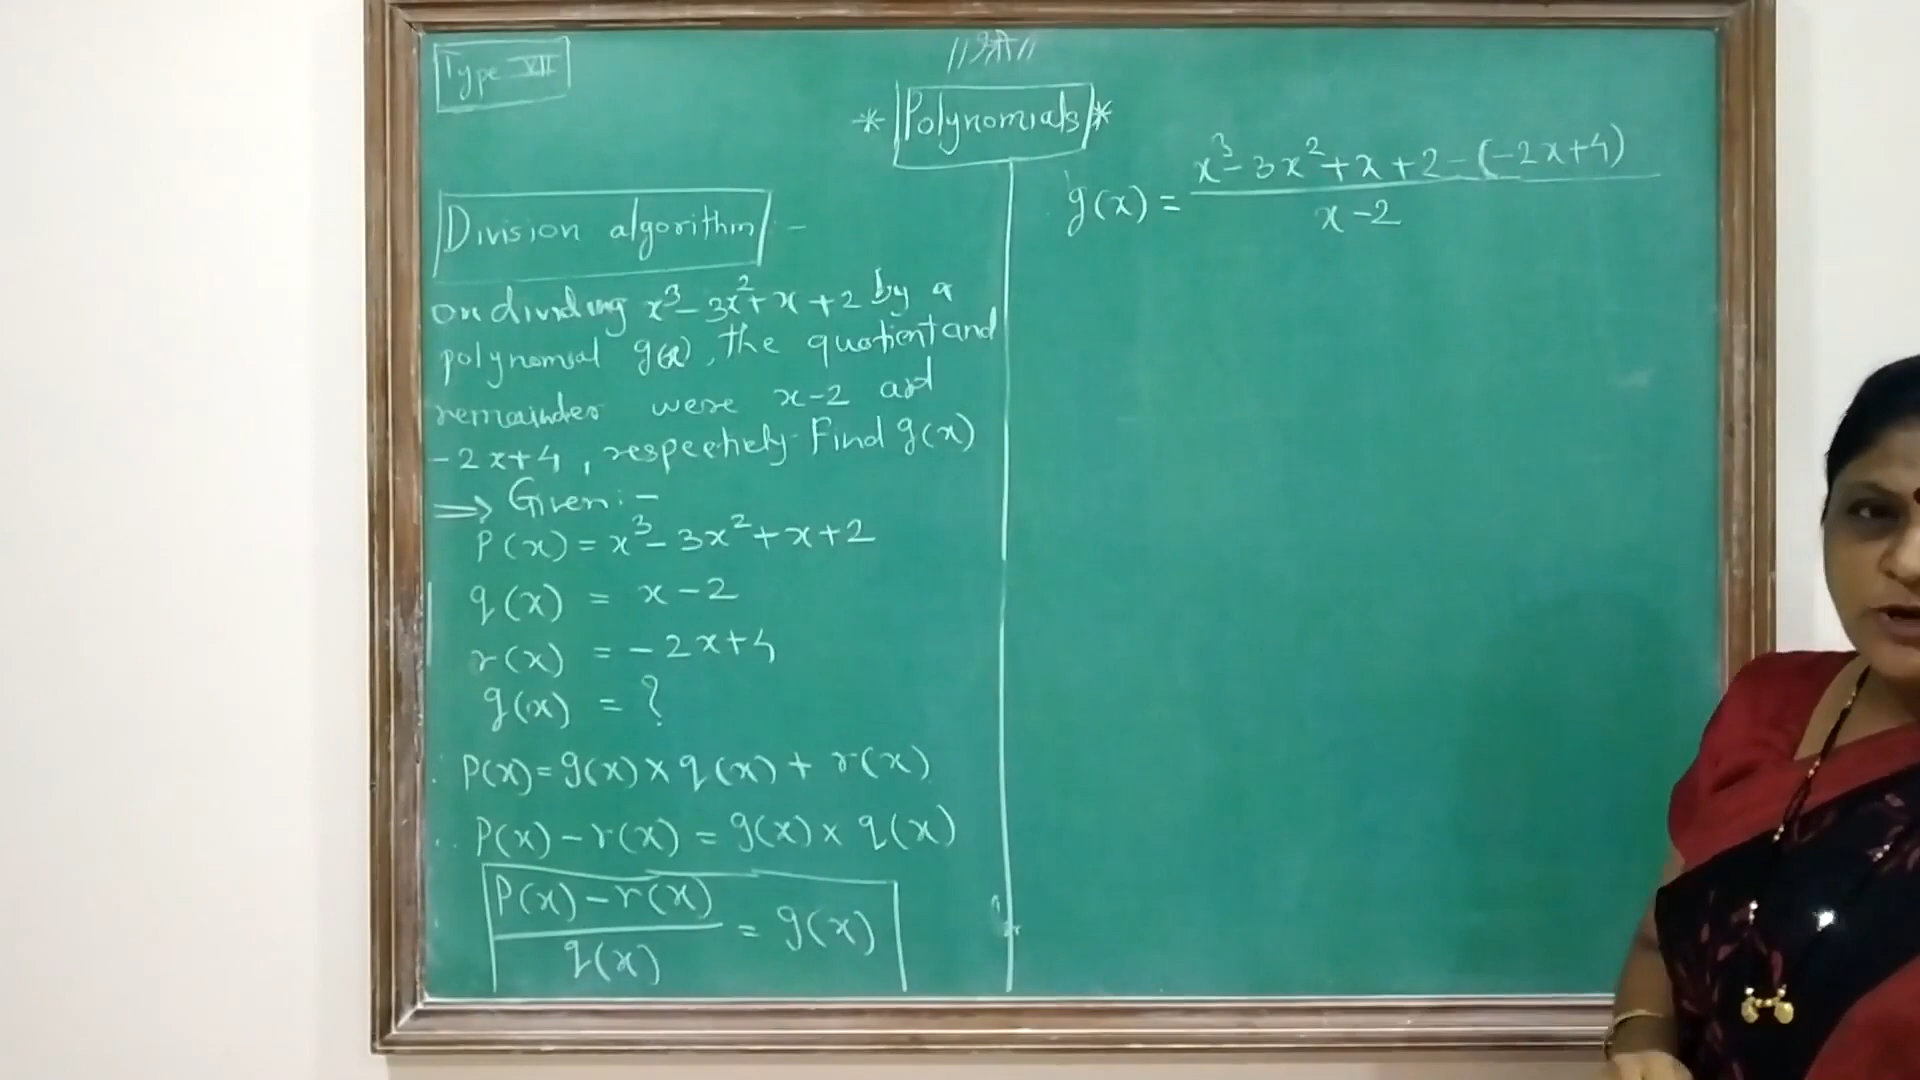 Type VII
* Polynomials *
Division algorithm :-
on dividing x³ - 3x² + x + 2 by a
polynomial g(x), the quotient and
remainder were x-2 and
-2x+4, respectively. Find g(x)
⇒ Given :-
P(x) = x³ - 3x² + x + 2
q(x) = x - 2
r(x) = -2x+4
g(x) = ?
∴ P(x) = g(x) × q(x) + r(x)
∴ P(x) - r(x) = g(x) × q(x)
P(x) - r(x)
q(x)
= g(x)
g(x) =
x³ - 3x² + x + 2 - (-2x+4)
x - 2